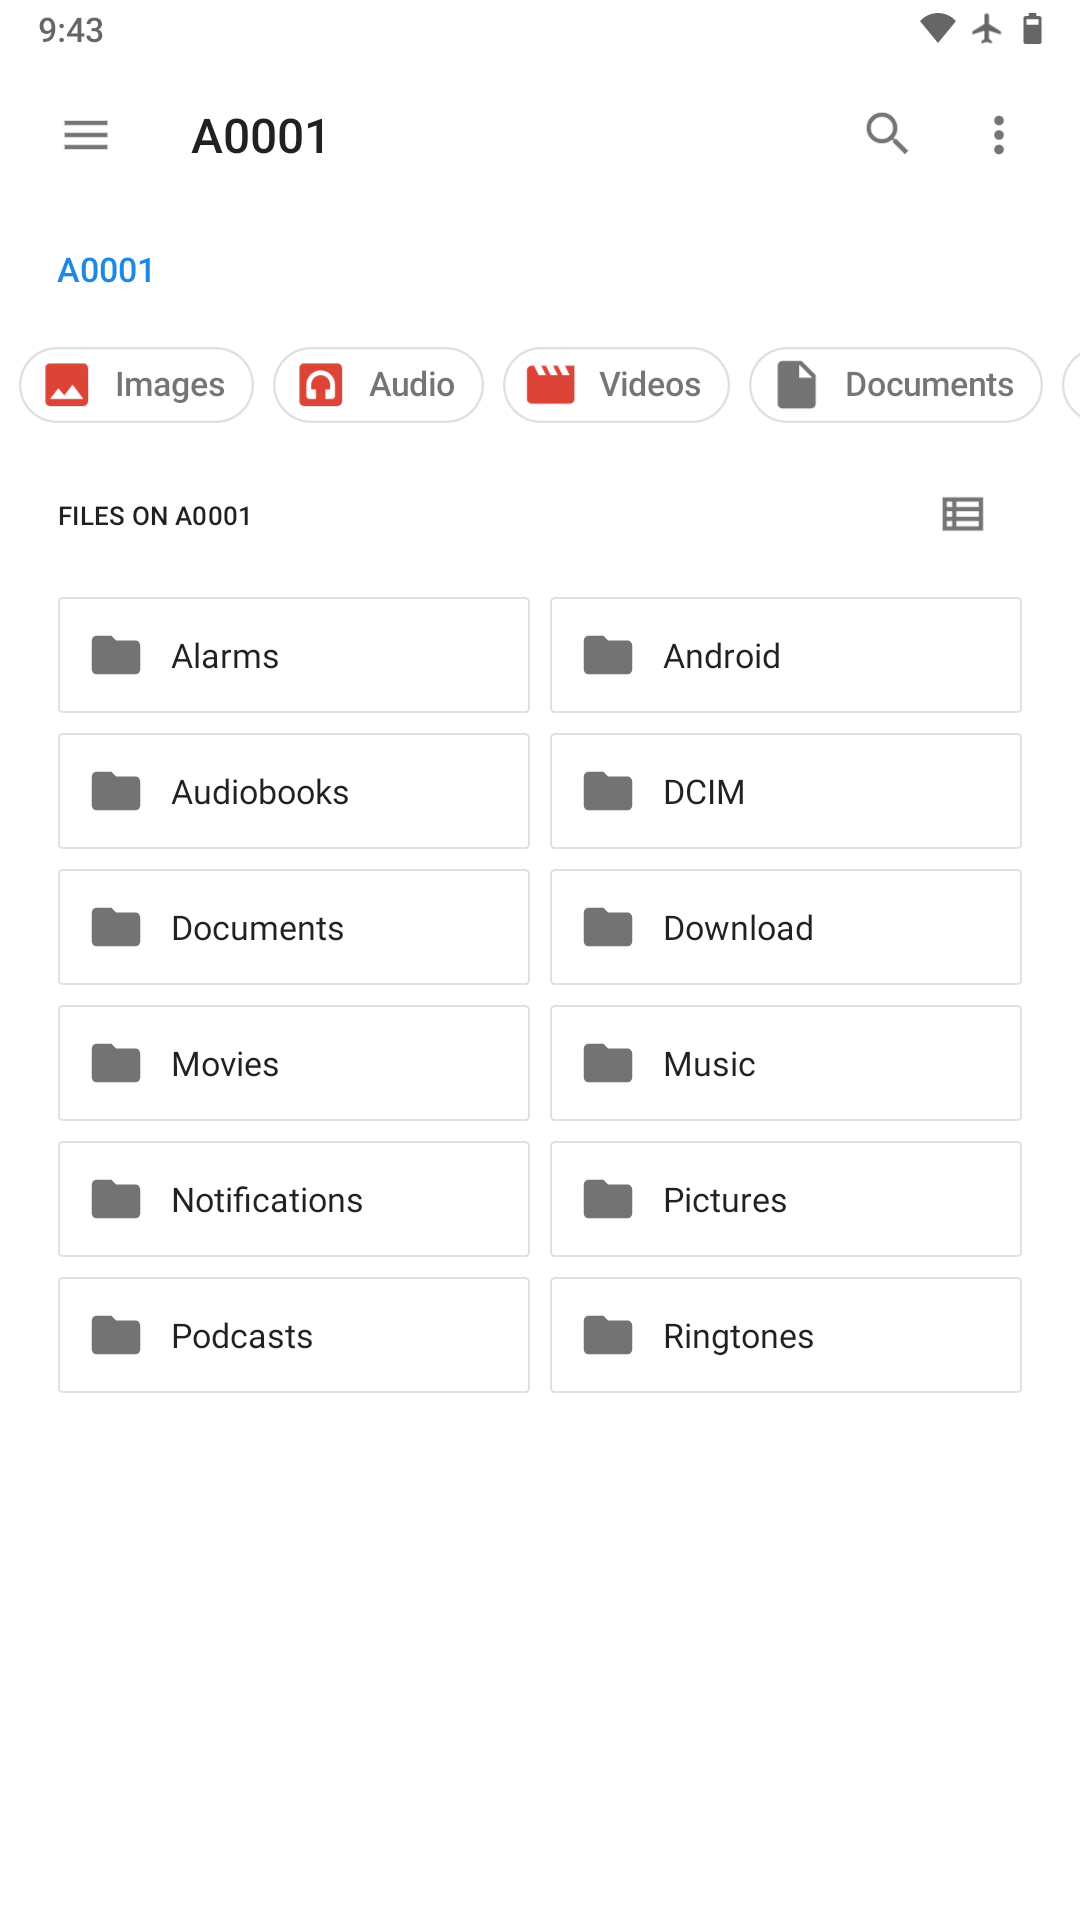 9:43
A0001
A0001
Images Audio Videos Documents
FILES ON A0001
Alarms Android
Audiobooks DCIM
Documents Download
Movies Music
Notifications Pictures
Podcasts Ringtones